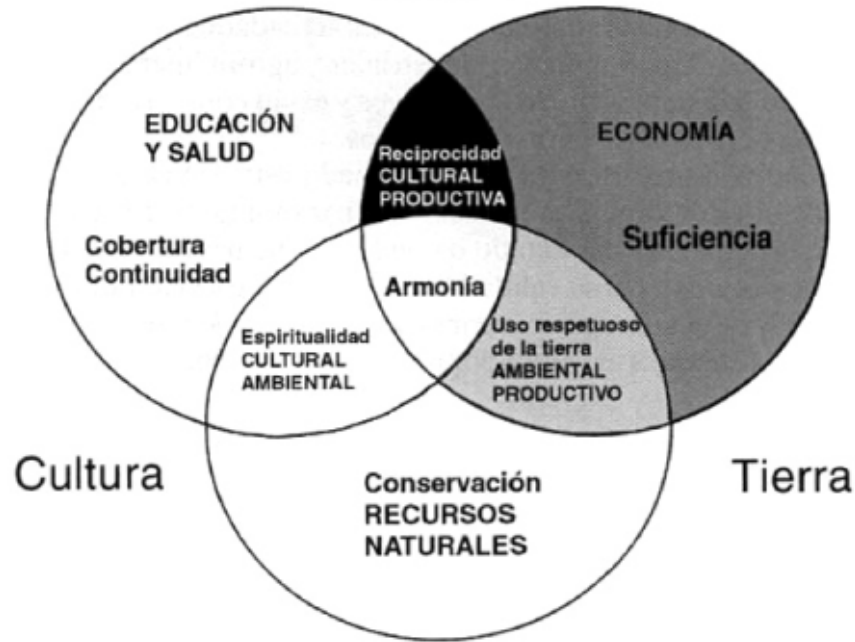 EDUCACIÓN
Y SALUD
Cobertura
Continuidad
Reciprocidad
CULTURAL
PRODUCTIVA
ECONOMÍA
Suficiencia
Armonía
Espiritualidad
CULTURAL
AMBIENTAL
Uso respetuoso
de la tierra
AMBIENTAL
PRODUCTIVO
Cultura
Tierra
Conservación
RECURSOS
NATURALES